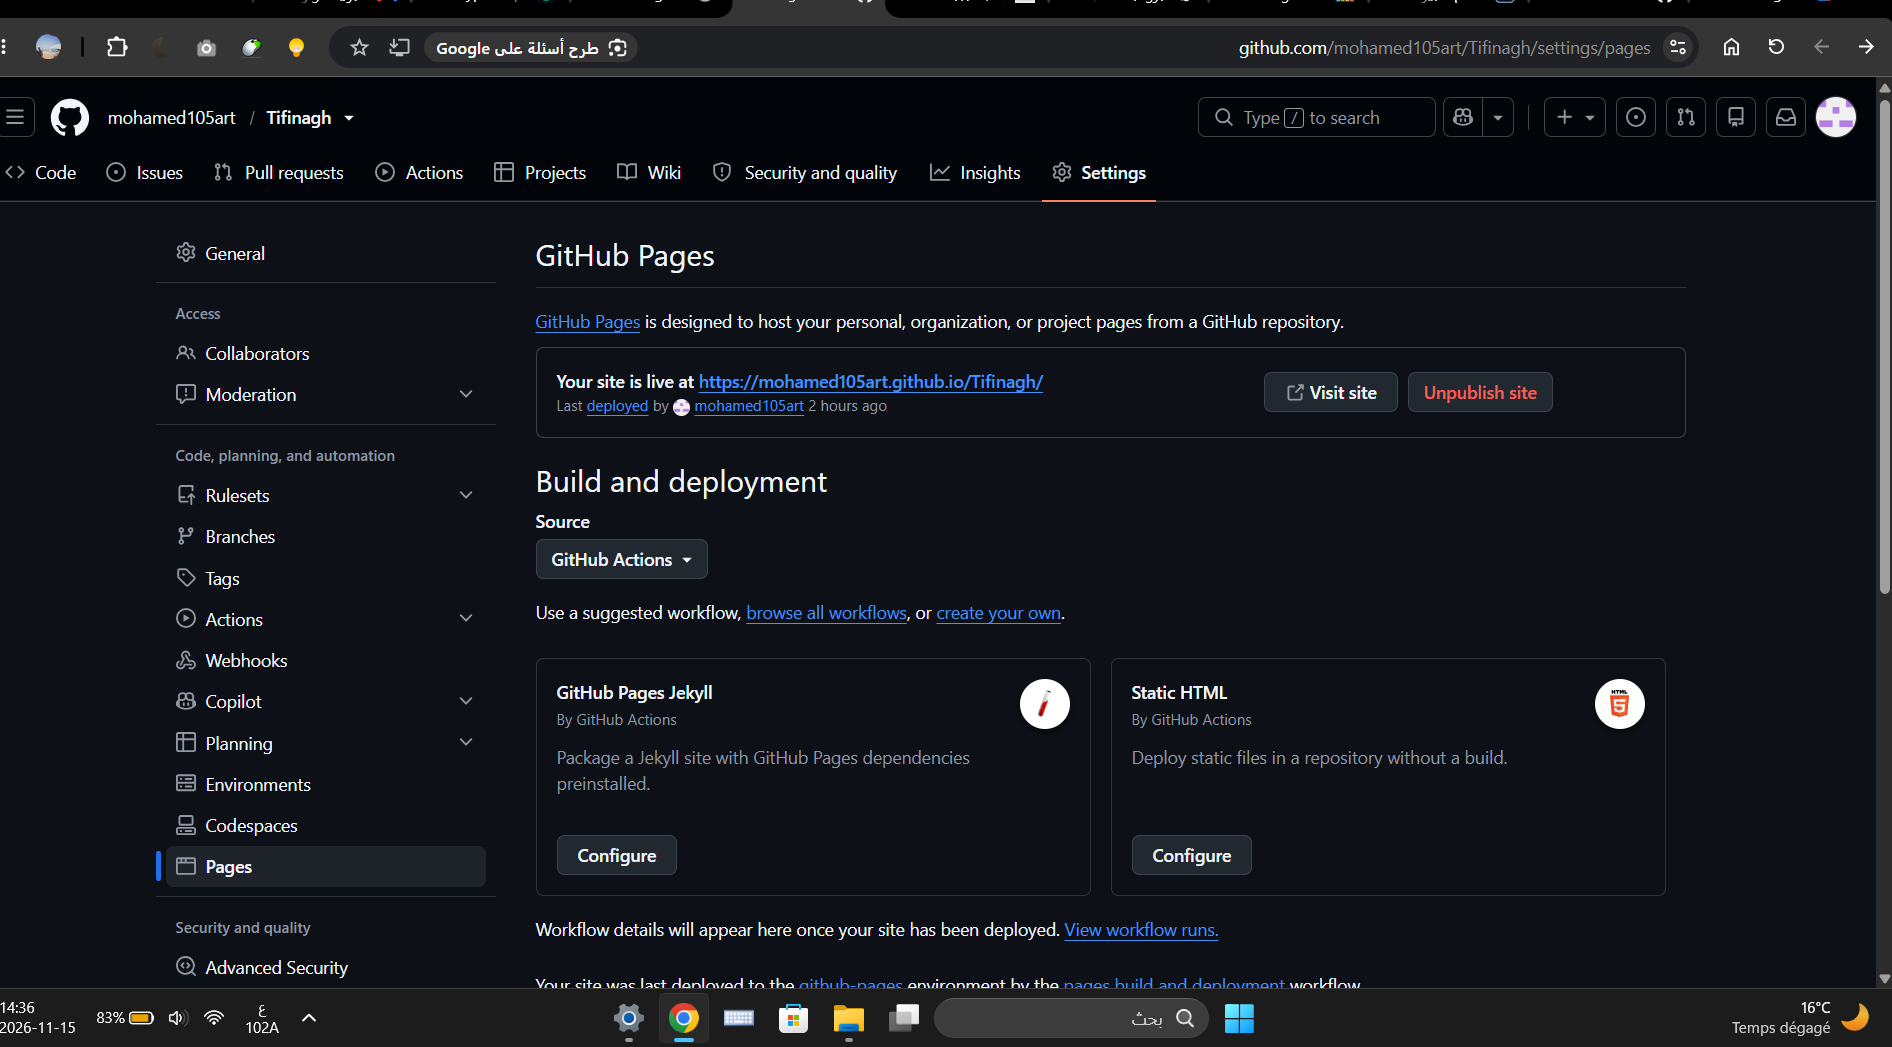 طرح أسئلة على Google
github.com/mohamed105art/Tifinagh/settings/pages
mohamed105art / Tifinagh
Type / to search
Code
Issues
Pull requests
Actions
Projects
Wiki
Security and quality
Insights
Settings
General
Access
Collaborators
Moderation
Code, planning, and automation
Rulesets
Branches
Tags
Actions
Webhooks
Copilot
Planning
Environments
Codespaces
Pages
Security and quality
Advanced Security
GitHub Pages
GitHub Pages is designed to host your personal, organization, or project pages from a GitHub repository.
Your site is live at https://mohamed105art.github.io/Tifinagh/
Last deployed by mohamed105art 2 hours ago
Visit site
Unpublish site
Build and deployment
Source
GitHub Actions
Use a suggested workflow, browse all workflows, or create your own.
GitHub Pages Jekyll
By GitHub Actions
Package a Jekyll site with GitHub Pages dependencies
preinstalled.
Configure
Static HTML
HTML
By GitHub Actions
Deploy static files in a repository without a build.
Configure
Workflow details will appear here once your site has been deployed. View workflow runs.
Your site was last deployed to the github-pages environment by the pages build and deployment workflow.
14:36
2026-11-15
83%
ع
102A
بحث
16°C
Temps dégagé